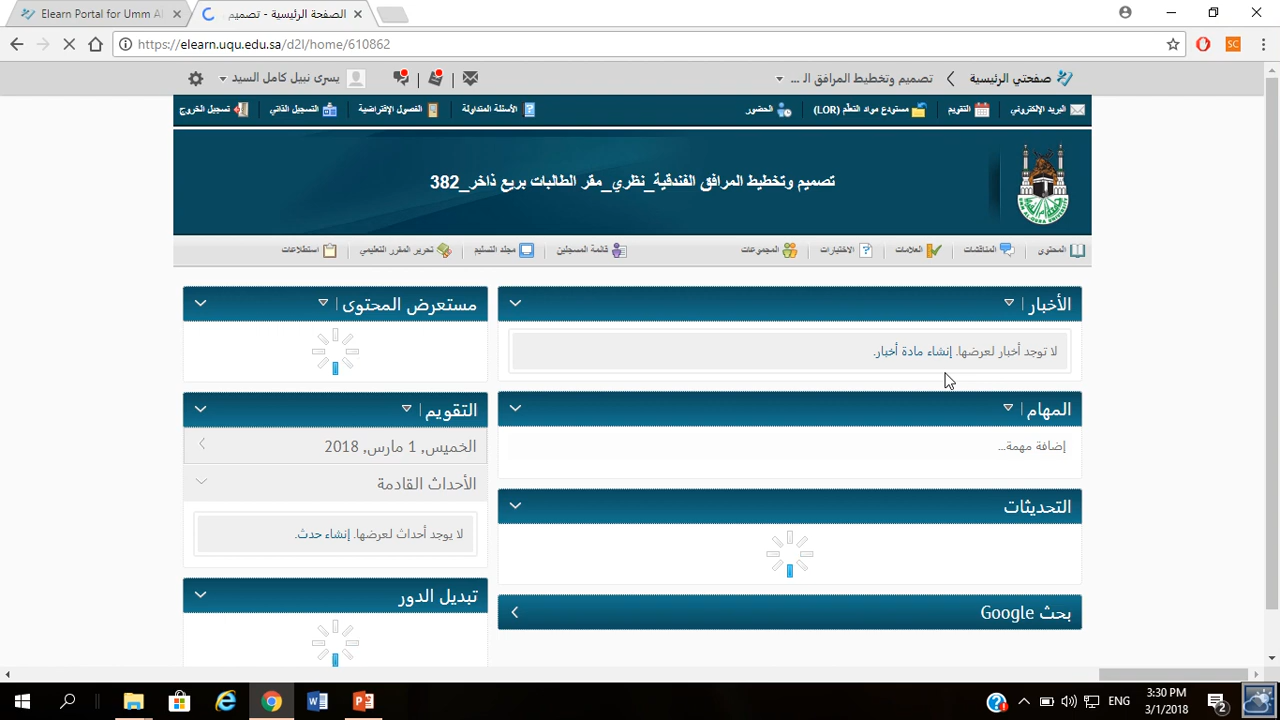 Elearn Portal for Umm Al
الصفحة الرئيسية - تصميم
https://elearn.uqu.edu.sa/d2l/home/610862
صفحتي الرئيسية
تصميم وتخطيط المرافق ال ...
يسرى نبيل كامل السيد
البريد الإلكتروني
التقويم
مستودع مواد التعلّم (LOR)
الحضور
الأسئلة المتداولة
الفصول الإفتراضية
التسجيل الذاتي
تسجيل الخروج
تصميم وتخطيط المرافق الفندقية_نظري_مقر الطالبات بريع ذاخر_382
المحتوى
المناقشات
العلامات
الاختبارات
المجموعات
قائمة المسجلين
مجلد التسليم
تحرير المقرر التعليمي
استطلاعات
الأخبار
لا توجد أخبار لعرضها. إنشاء مادة أخبار.
المهام
إضافة مهمة...
التحديثات
بحث Google
مستعرض المحتوى
التقويم
الخميس, 1 مارس, 2018
الأحداث القادمة
لا يوجد أحداث لعرضها. إنشاء حدث.
تبديل الدور
ENG
3:30 PM
3/1/2018
2